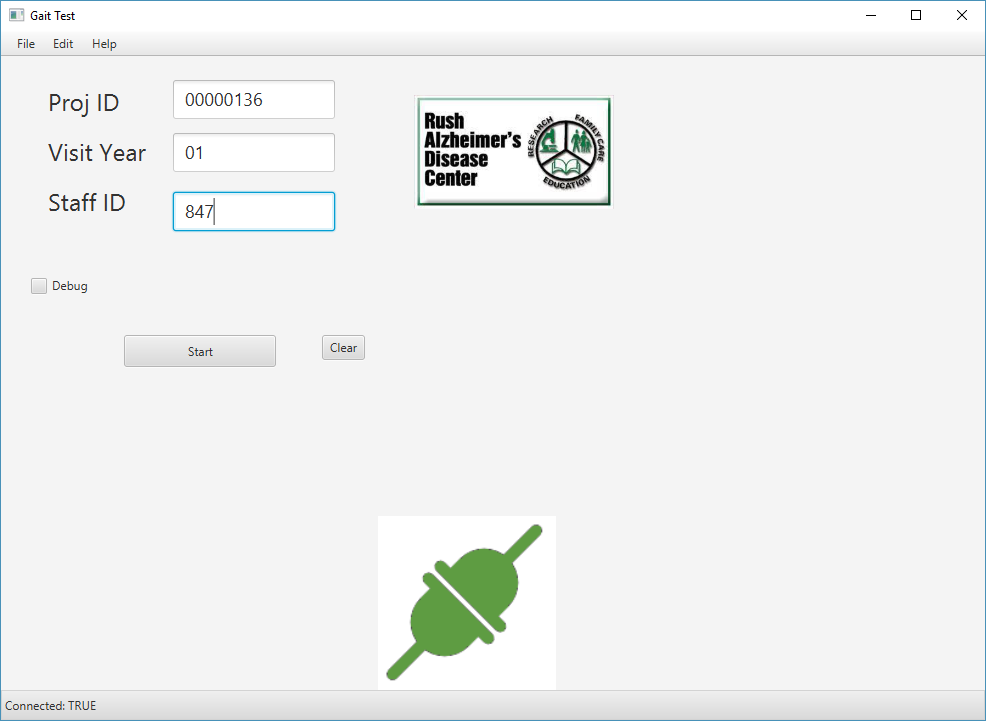 Gait Test
File Edit Help
Proj ID 00000136
Visit Year 01
Staff ID 847
Rush
Alzheimer's
Disease
Center
RESEARCH
FAMILY CARE
EDUCATION
Debug
Start Clear
Connected: TRUE